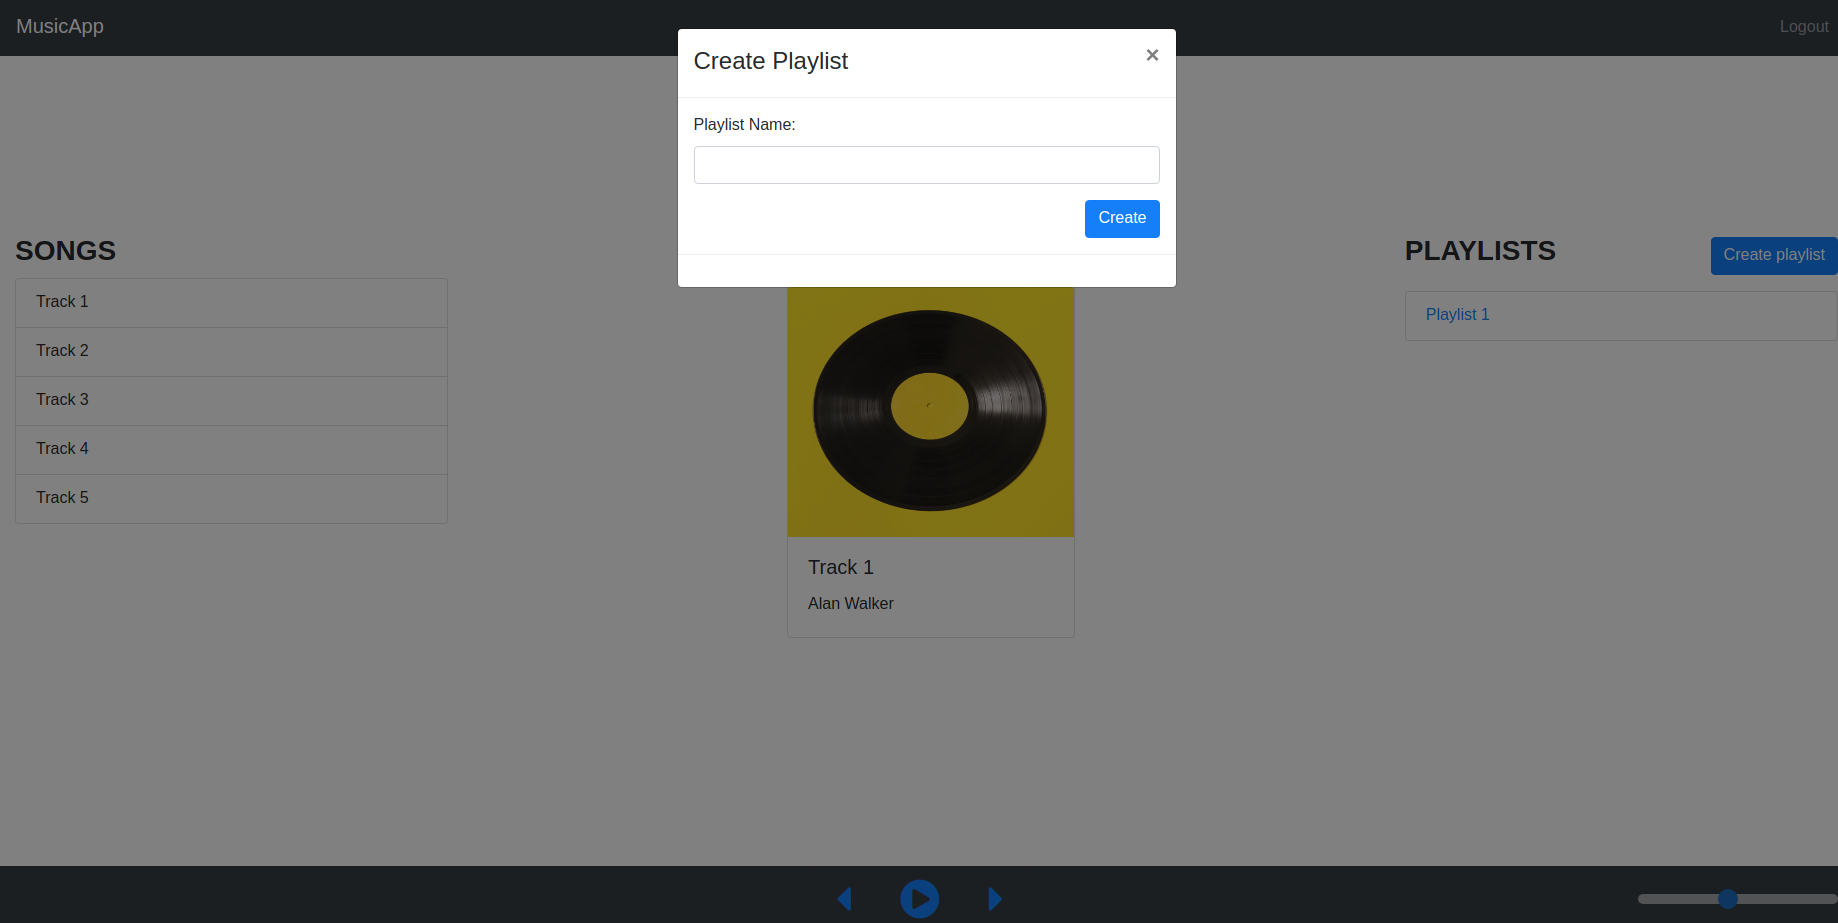 MusicApp
Logout
Create Playlist
×
Playlist Name:
Create
SONGS
Track 1
Track 2
Track 3
Track 4
Track 5
Track 1
Alan Walker
PLAYLISTS
Create playlist
Playlist 1